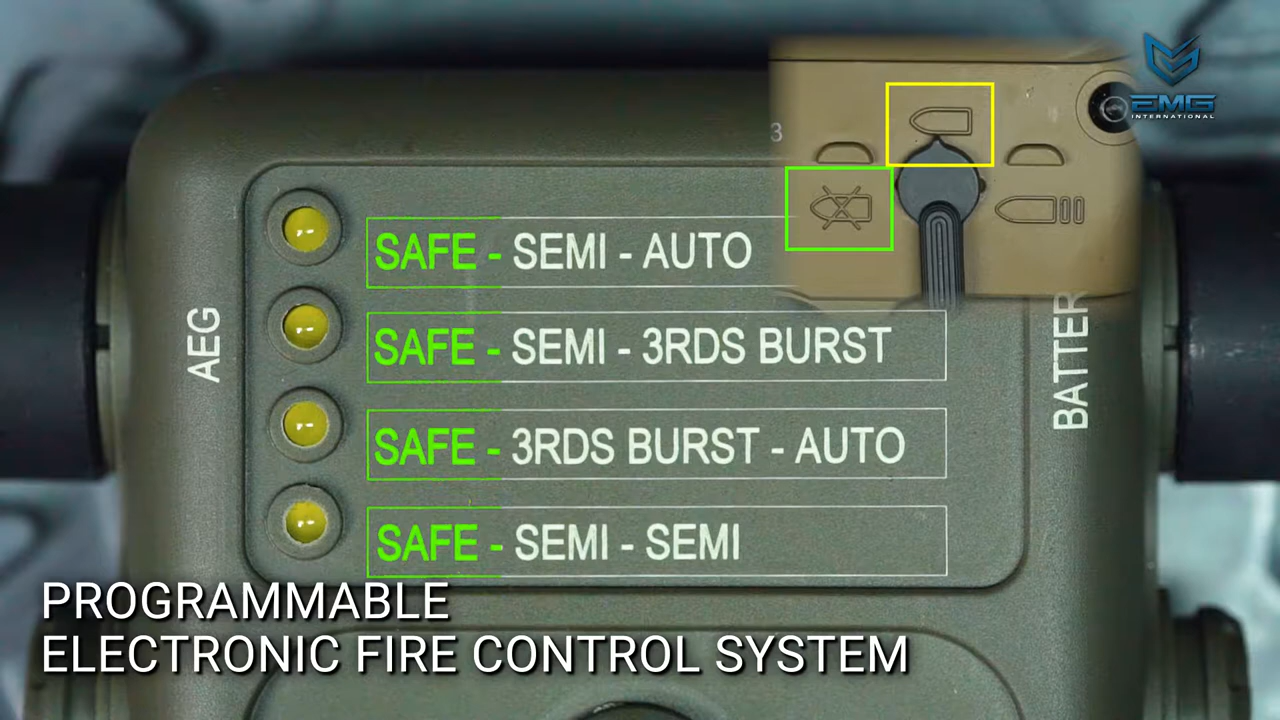 EMG
INTERNATIONAL
3
SAFE - SEMI - AUTO
SAFE - SEMI - 3RDS BURST
SAFE - 3RDS BURST - AUTO
SAFE - SEMI - SEMI
AEG
BATTER
PROGRAMMABLE
ELECTRONIC FIRE CONTROL SYSTEM